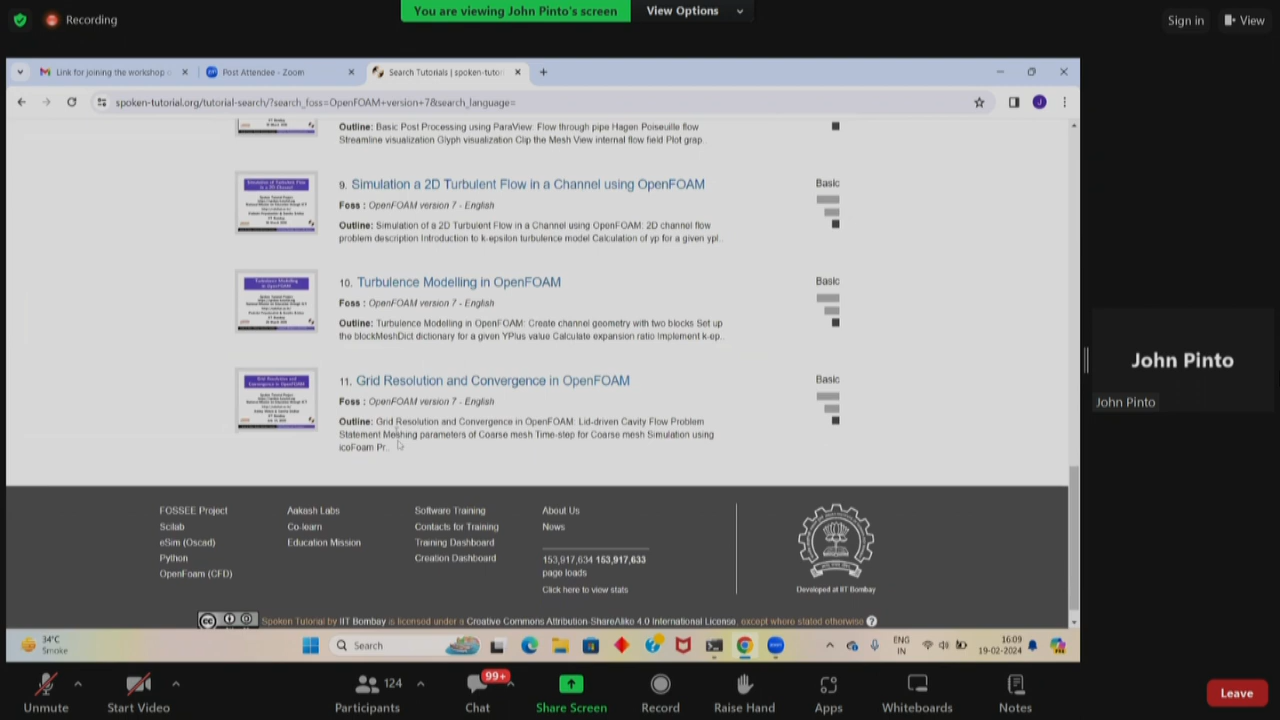 Recording
You are viewing John Pinto's screen
View Options
Sign in
View
Link for joining the workshop o
Post Attendee - Zoom
Search Tutorials | spoken-tuto
spoken-tutorial.org/tutorial-search/?search_foss=OpenFOAM+version+7&search_language=
Outline: Basic Post Processing using ParaView: Flow through pipe Hagen Poiseuille flow
Streamline visualization Glyph visualization Clip the Mesh View internal flow field Plot grap..
9. Simulation a 2D Turbulent Flow in a Channel using OpenFOAM
Basic
Foss : OpenFOAM version 7 - English
Outline: Simulation of a 2D Turbulent Flow in a Channel using OpenFOAM: 2D channel flow
problem description Introduction to k-epsilon turbulence model Calculation of yp for a given ypl..
10. Turbulence Modelling in OpenFOAM
Basic
Foss : OpenFOAM version 7 - English
Outline: Turbulence Modelling in OpenFOAM: Create channel geometry with two blocks Set up
the blockMeshDict dictionary for a given YPlus value Calculate expansion ratio Implement k-ep..
11. Grid Resolution and Convergence in OpenFOAM
Basic
Foss : OpenFOAM version 7 - English
Outline: Grid Resolution and Convergence in OpenFOAM: Lid-driven Cavity Flow Problem
Statement Meshing parameters of Coarse mesh Time-step for Coarse mesh Simulation using
icoFoam Pr..
John Pinto
John Pinto
FOSSEE Project
Scilab
eSim (Oscad)
Python
OpenFoam (CFD)
Aakash Labs
Co-learn
Education Mission
Software Training
Contacts for Training
Training Dashboard
Creation Dashboard
About Us
News
153,917,634 153,917,633
page loads
Click here to view stats
Developed at IIT Bombay
Spoken Tutorial by IIT Bombay is licensed under a Creative Commons Attribution-ShareAlike 4.0 International License, except where stated otherwise
34°C
Smoke
Search
ENG
IN
16:09
19-02-2024
Unmute
Start Video
124
Participants
99+
Chat
Share Screen
Record
Raise Hand
Apps
Whiteboards
Notes
Leave